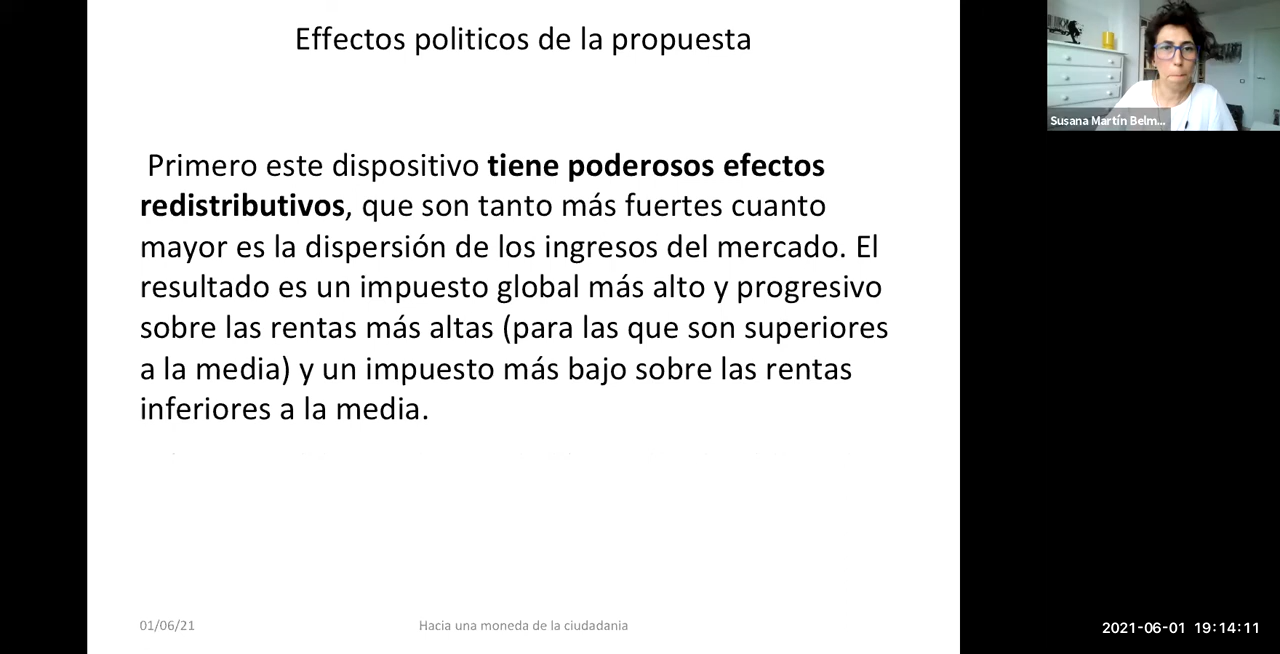 Effectos politicos de la propuesta
Primero este dispositivo tiene poderosos efectos
redistributivos, que son tanto más fuertes cuanto
mayor es la dispersión de los ingresos del mercado. El
resultado es un impuesto global más alto y progresivo
sobre las rentas más altas (para las que son superiores
a la media) y un impuesto más bajo sobre las rentas
inferiores a la media.
01/06/21
Hacia una moneda de la ciudadania
Susana Martín Belm...
2021-06-01 19:14:11